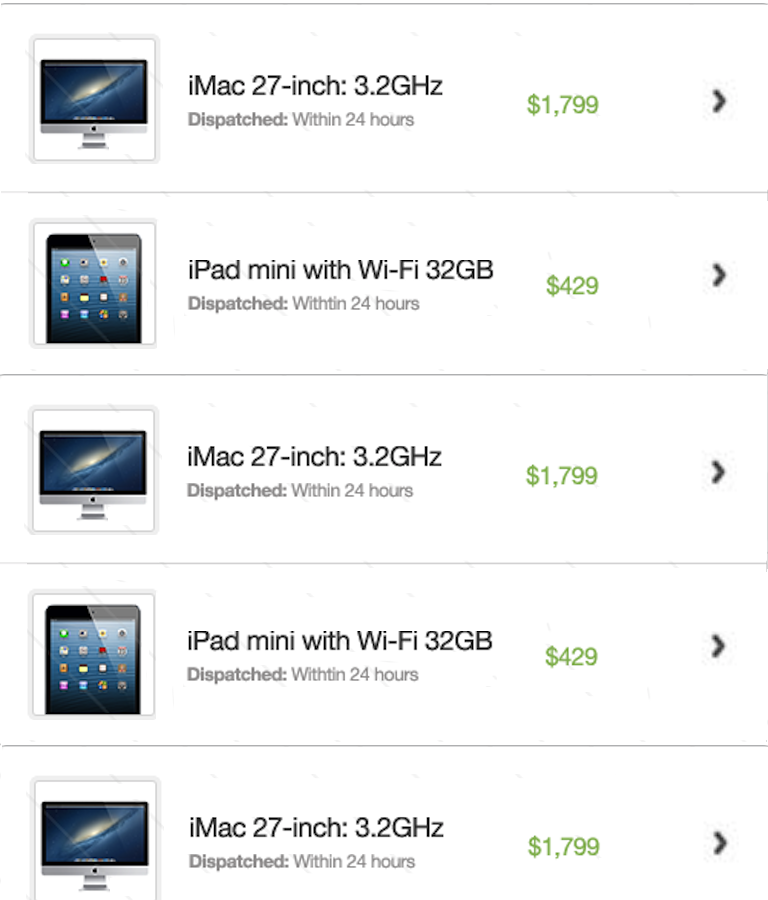 iMac 27-inch: 3.2GHz
Dispatched: Within 24 hours
$1,799
iPad mini with Wi-Fi 32GB
Dispatched: Withtin 24 hours
$429
iMac 27-inch: 3.2GHz
Dispatched: Within 24 hours
$1,799
iPad mini with Wi-Fi 32GB
Dispatched: Withtin 24 hours
$429
iMac 27-inch: 3.2GHz
Dispatched: Within 24 hours
$1,799